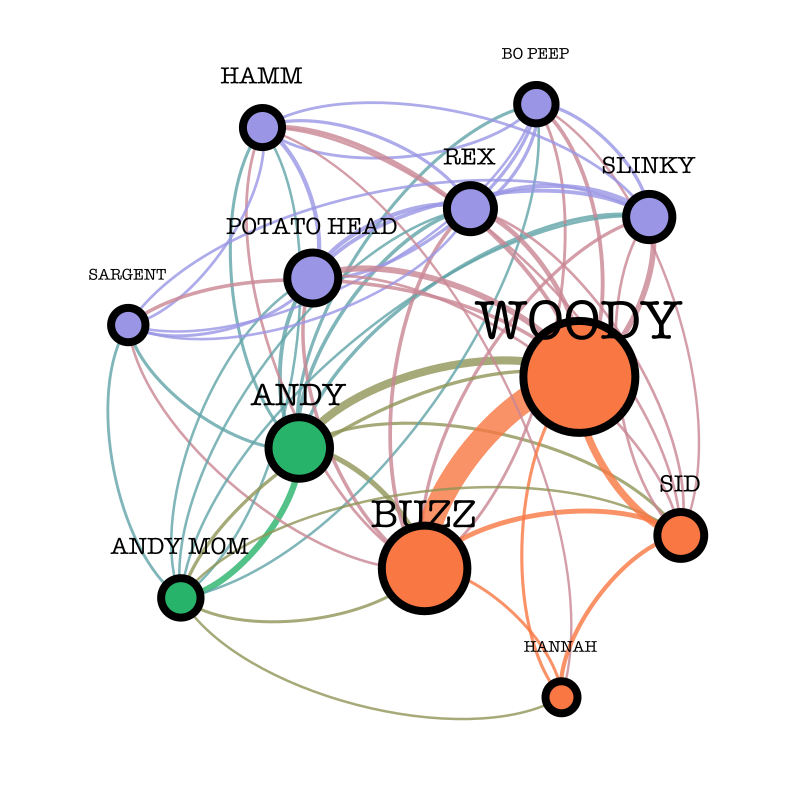 BO PEEP
HAMM
REX
SLINKY
POTATO HEAD
SARGENT
WOODY
ANDY
SID
BUZZ
ANDY MOM
HANNAH